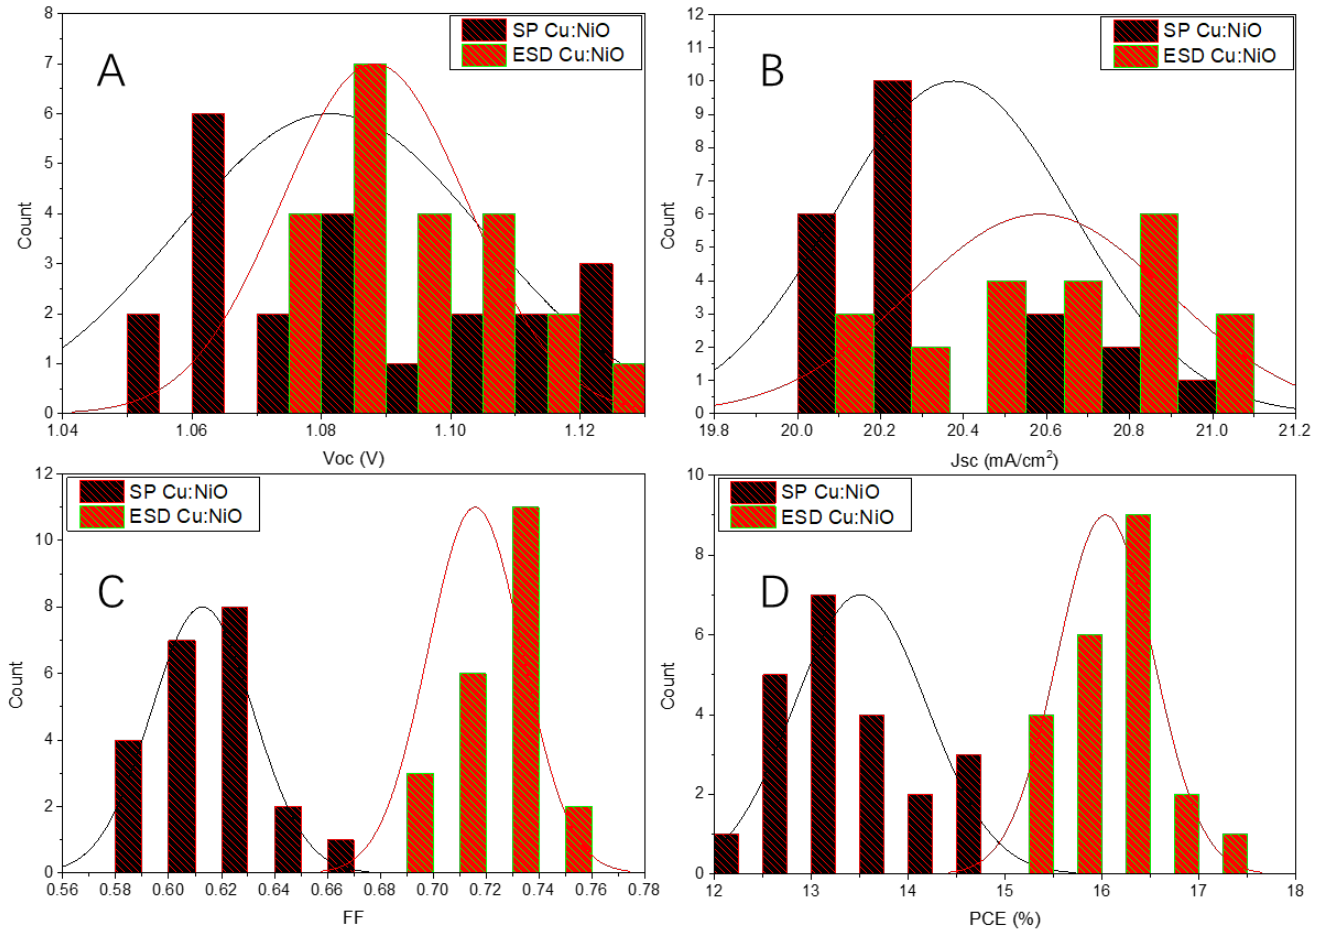 A
SP Cu:NiO
ESD Cu:NiO
Count
8
7
6
5
4
3
2
1
0
1.04 1.06 1.08 1.10 1.12
Voc (V)
B
SP Cu:NiO
ESD Cu:NiO
Count
12
11
10
9
8
7
6
5
4
3
2
1
0
19.8 20.0 20.2 20.4 20.6 20.8 21.0 21.2
Jsc (mA/cm²)
C
SP Cu:NiO
ESD Cu:NiO
Count
12
10
8
6
4
2
0
0.56 0.58 0.60 0.62 0.64 0.66 0.68 0.70 0.72 0.74 0.76 0.78
FF
D
SP Cu:NiO
ESD Cu:NiO
Count
10
8
6
4
2
0
12 13 14 15 16 17 18
PCE (%)